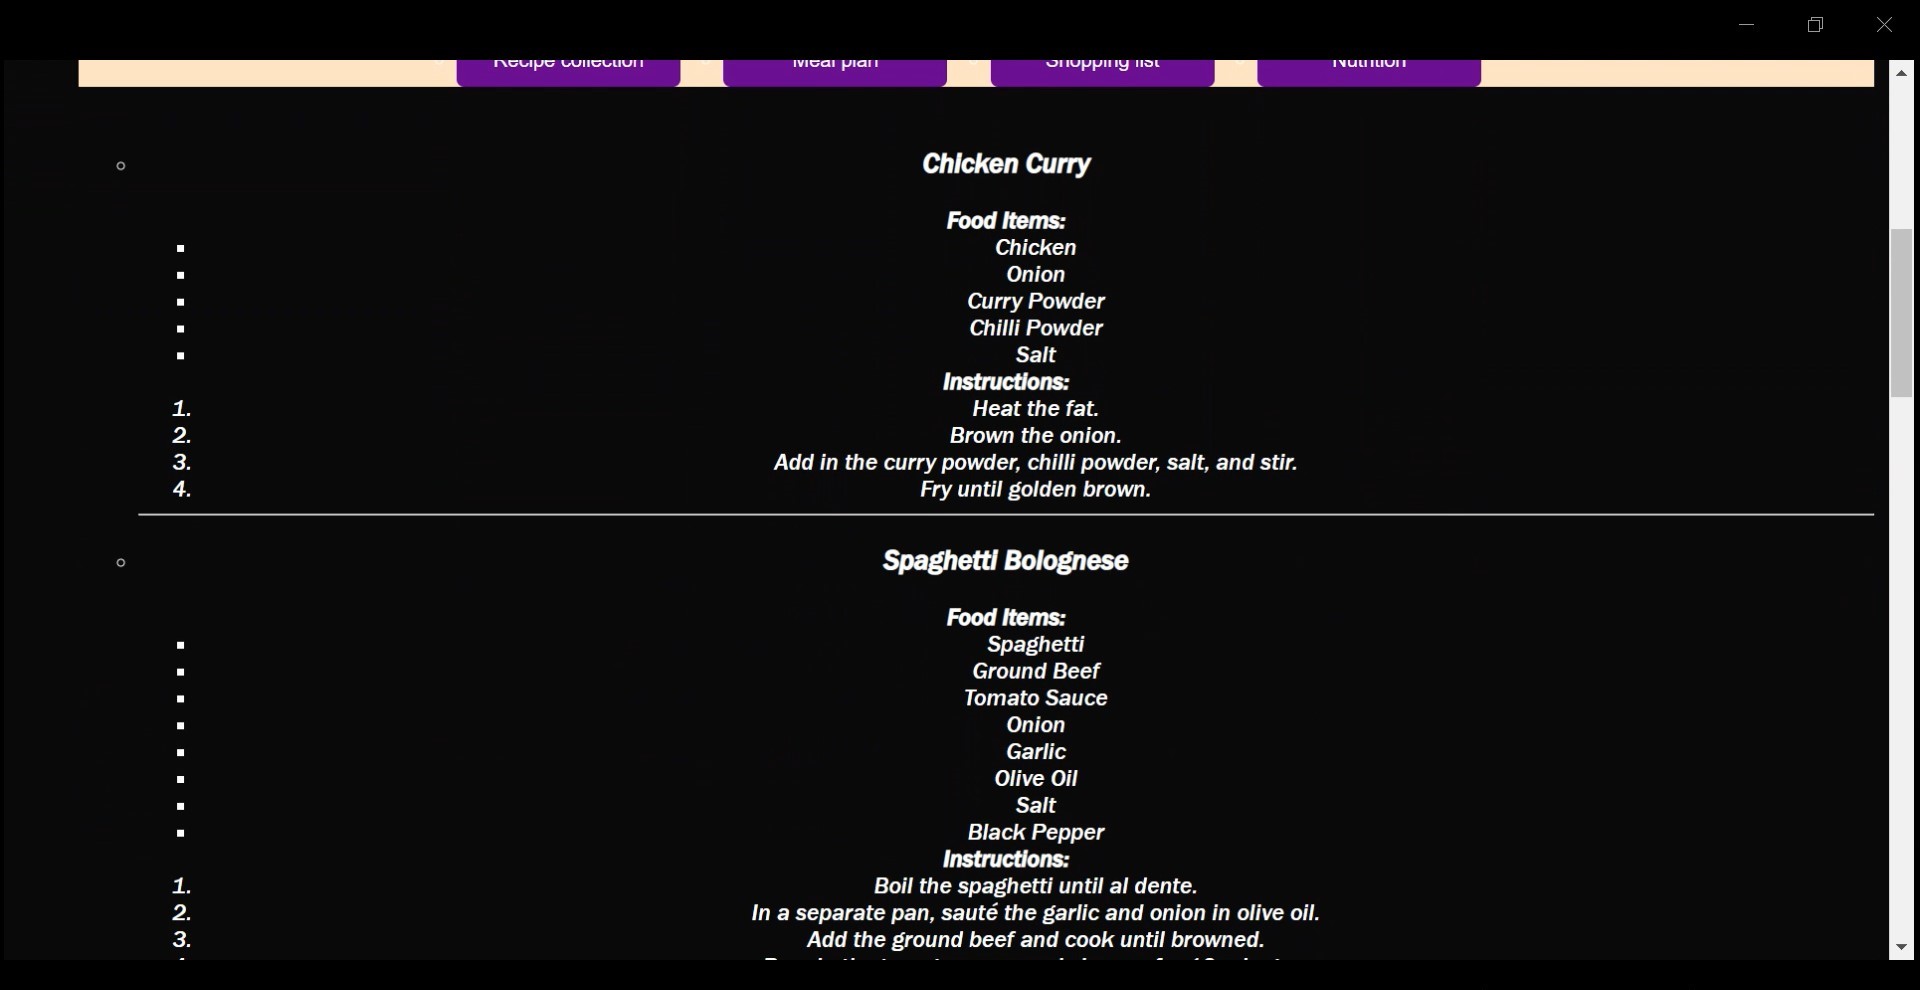 Recipe collection Meal plan Shopping list Nutrition
Chicken Curry
Food Items:
Chicken
Onion
Curry Powder
Chilli Powder
Salt
Instructions:
1. Heat the fat.
2. Brown the onion.
3. Add in the curry powder, chilli powder, salt, and stir.
4. Fry until golden brown.
Spaghetti Bolognese
Food Items:
Spaghetti
Ground Beef
Tomato Sauce
Onion
Garlic
Olive Oil
Salt
Black Pepper
Instructions:
1. Boil the spaghetti until al dente.
2. In a separate pan, sauté the garlic and onion in olive oil.
3. Add the ground beef and cook until browned.